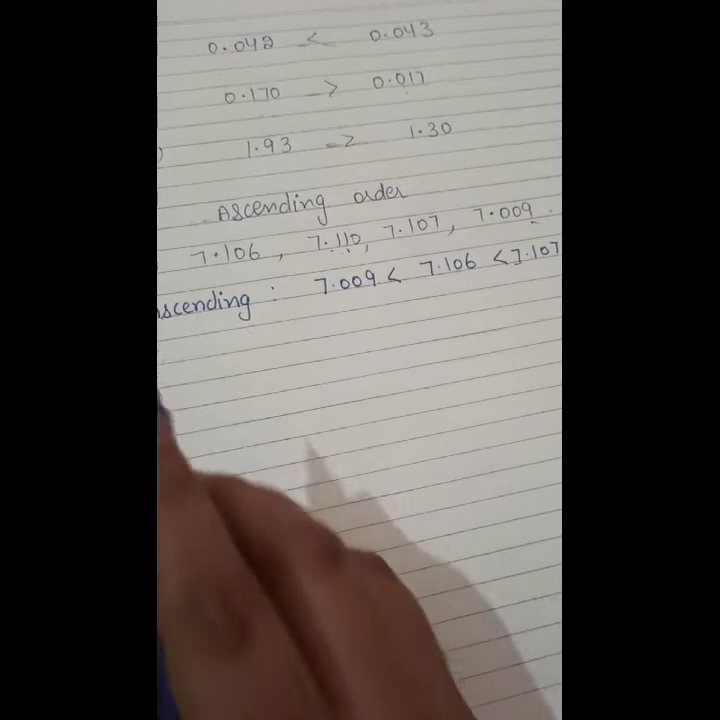 0.042 < 0.043
0.170 > 0.017
) 1.93 > 1.30
Ascending order
7.106 , 7.110, 7.107, 7.009 .
scending : 7.009 < 7.106 < 7.107